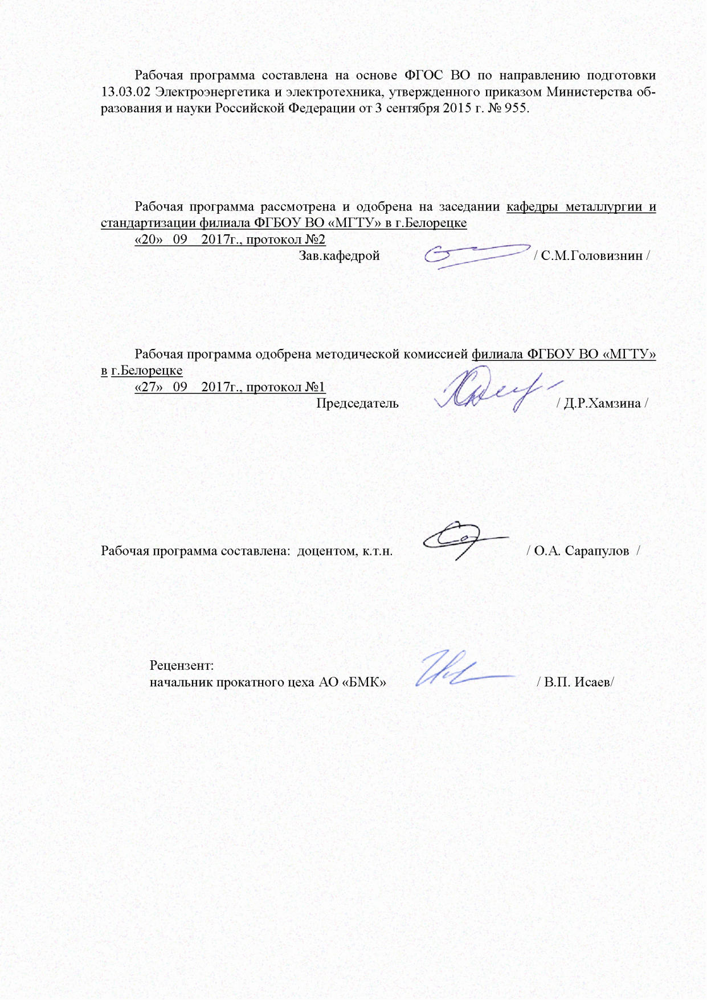 Рабочая программа составлена на основе ФГОС ВО по направлению подготовки
13.03.02 Электроэнергетика и электротехника, утвержденного приказом Министерства об-
разования и науки Российской Федерации от 3 сентября 2015 г. № 955.
Рабочая программа рассмотрена и одобрена на заседании кафедры металлургии и
стандартизации филиала ФГБОУ ВО «МГТУ» в г.Белорецке
«20» 09 2017г., протокол №2
Зав.кафедрой / С.М.Головизнин /
Рабочая программа одобрена методической комиссией филиала ФГБОУ ВО «МГТУ»
в г.Белорецке
«27» 09 2017г., протокол №1
Председатель / Д.Р.Хамзина /
Рабочая программа составлена: доцентом, к.т.н. / О.А. Сарапулов /
Рецензент:
начальник прокатного цеха АО «БМК» / В.П. Исаев/